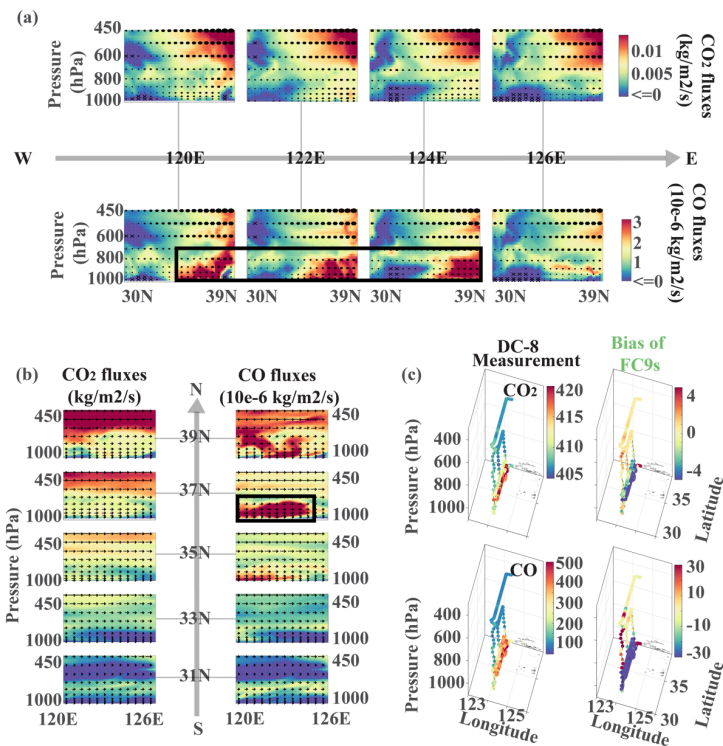 (a)
450
600
800
1000
Pressure
(hPa)
0.01
0.005
<=0
CO2 fluxes
(kg/m2/s)
W
120E
122E
124E
126E
E
450
600
800
1000
Pressure
(hPa)
3
2
1
<=0
CO fluxes
(10e-6 kg/m2/s)
30N
39N
30N
39N
30N
39N
30N
39N
(b)
CO2 fluxes
(kg/m2/s)
N
CO fluxes
(10e-6 kg/m2/s)
450
1000
39N
450
1000
450
1000
37N
450
1000
450
1000
35N
450
1000
450
1000
33N
450
1000
450
1000
31N
450
1000
Pressure (hPa)
120E
126E
S
120E
126E
(c)
DC-8
Measurement
Bias of
FC9s
CO2
420
415
410
405
4
0
-4
400
600
800
1000
Pressure (hPa)
35
30
Latitude
CO
500
400
300
200
100
30
15
0
-15
-30
400
600
800
1000
Pressure (hPa)
35
30
Latitude
123
125
Longitude
123
125
Longitude